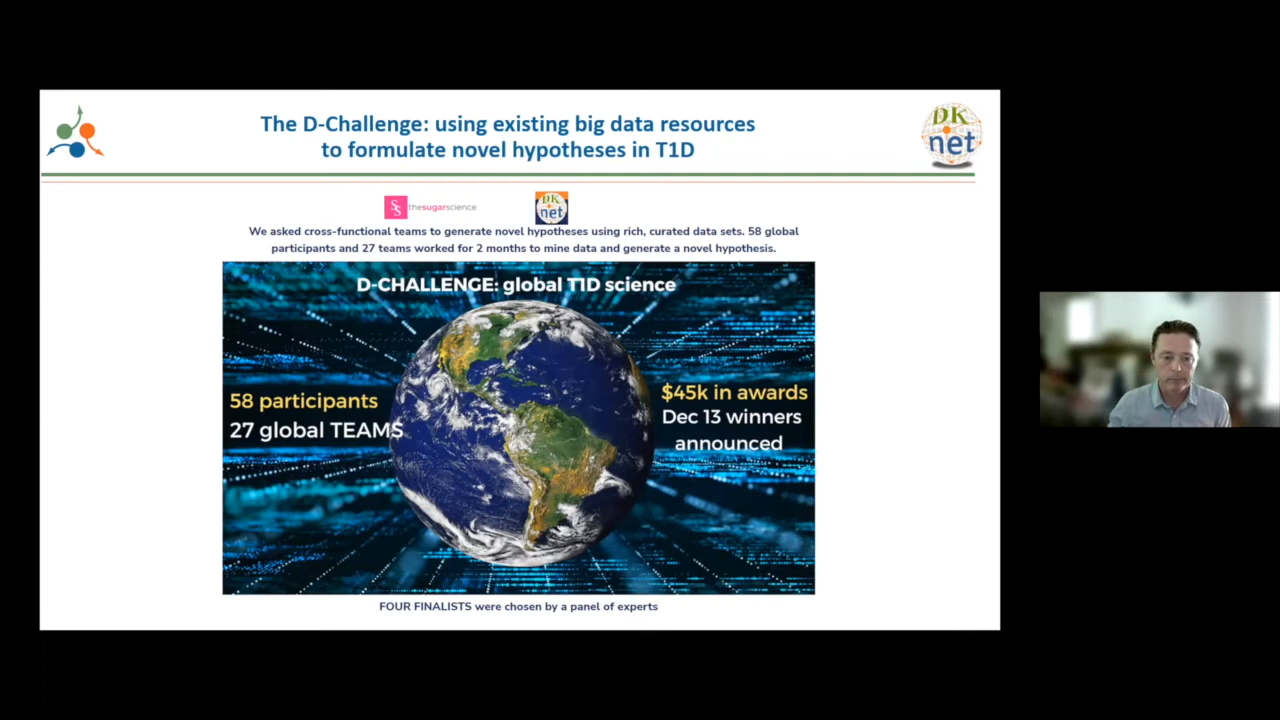 The D-Challenge: using existing big data resources
to formulate novel hypotheses in T1D
DK
net
SS
thesugarscience
DK
net
We asked cross-functional teams to generate novel hypotheses using rich, curated data sets. 58 global
participants and 27 teams worked for 2 months to mine data and generate a novel hypothesis.
D-CHALLENGE: global T1D science
58 participants
27 global TEAMS
$45k in awards
Dec 13 winners
announced
FOUR FINALISTS were chosen by a panel of experts